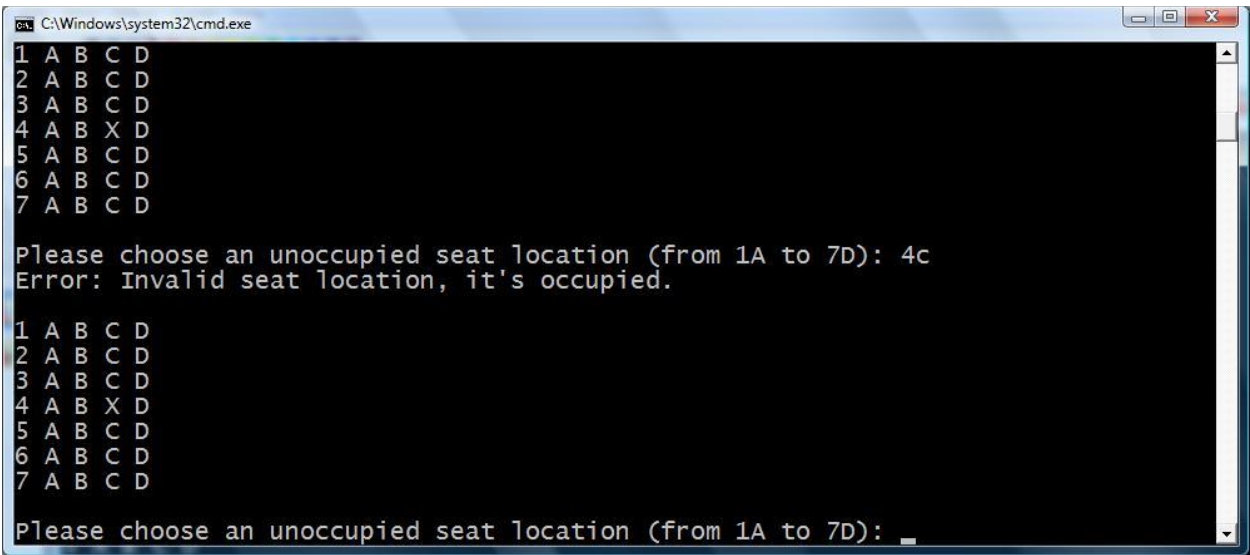 C:\Windows\system32\cmd.exe
1 A B C D
2 A B C D
3 A B C D
4 A B X D
5 A B C D
6 A B C D
7 A B C D
Please choose an unoccupied seat location (from 1A to 7D): 4c
Error: Invalid seat location, it's occupied.
1 A B C D
2 A B C D
3 A B C D
4 A B X D
5 A B C D
6 A B C D
7 A B C D
Please choose an unoccupied seat location (from 1A to 7D): _